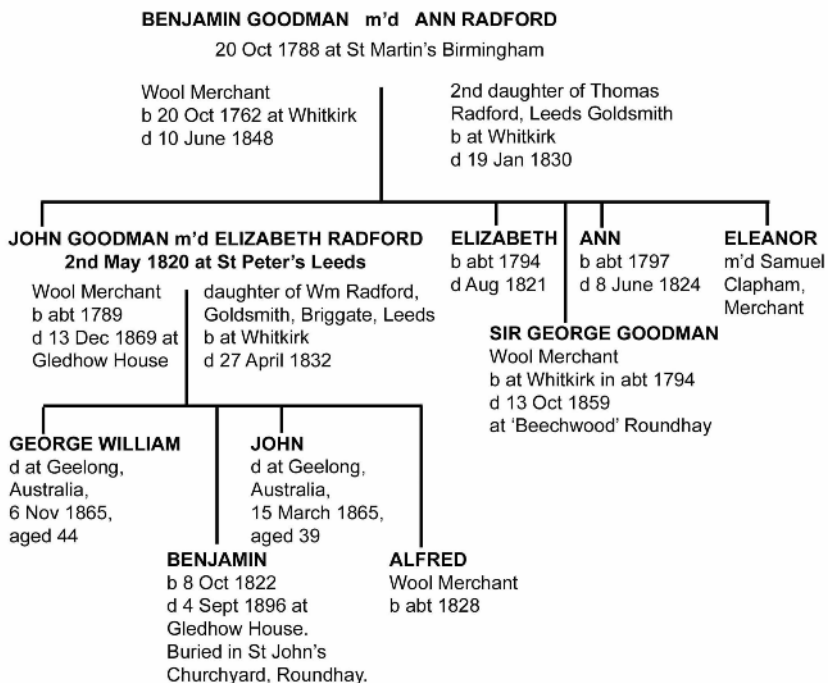 BENJAMIN GOODMAN m'd ANN RADFORD
20 Oct 1788 at St Martin's Birmingham
Wool Merchant
b 20 Oct 1762 at Whitkirk
d 10 June 1848
2nd daughter of Thomas
Radford, Leeds Goldsmith
b at Whitkirk
d 19 Jan 1830
JOHN GOODMAN m'd ELIZABETH RADFORD
2nd May 1820 at St Peter's Leeds
Wool Merchant
b abt 1789
d 13 Dec 1869 at
Gledhow House
daughter of Wm Radford,
Goldsmith, Briggate, Leeds
b at Whitkirk
d 27 April 1832
ELIZABETH
b abt 1794
d Aug 1821
ANN
b abt 1797
d 8 June 1824
ELEANOR
m'd Samuel
Clapham,
Merchant
SIR GEORGE GOODMAN
Wool Merchant
b at Whitkirk in abt 1794
d 13 Oct 1859
at 'Beechwood' Roundhay
GEORGE WILLIAM
d at Geelong,
Australia,
6 Nov 1865,
aged 44
JOHN
d at Geelong,
Australia,
15 March 1865,
aged 39
BENJAMIN
b 8 Oct 1822
d 4 Sept 1896 at
Gledhow House.
Buried in St John's
Churchyard, Roundhay.
ALFRED
Wool Merchant
b abt 1828